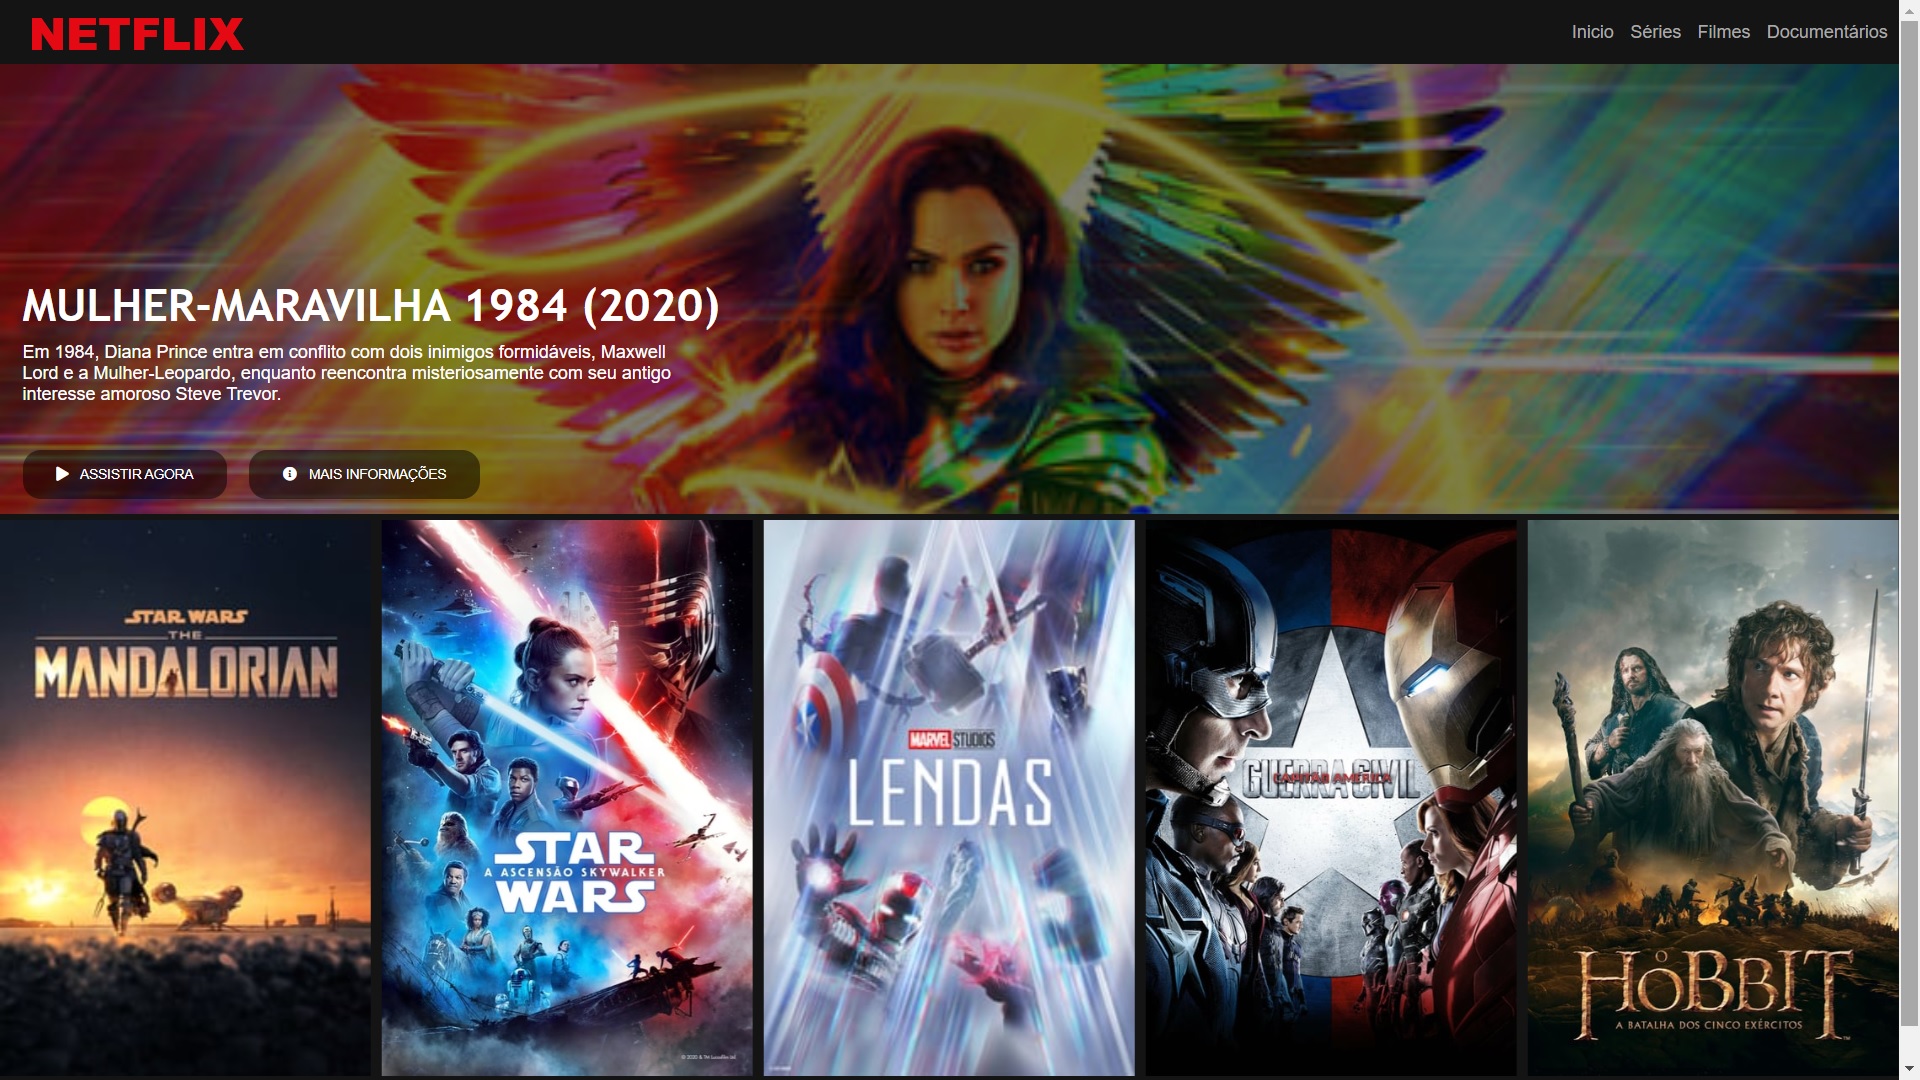 NETFLIX
Inicio Séries Filmes Documentários
MULHER-MARAVILHA 1984 (2020)
Em 1984, Diana Prince entra em conflito com dois inimigos formidáveis, Maxwell
Lord e a Mulher-Leopardo, enquanto reencontra misteriosamente com seu antigo
interesse amoroso Steve Trevor.
ASSISTIR AGORA MAIS INFORMAÇÕES
STAR WARS
THE
MANDALORIAN
STAR
A ASCENSÃO SKYWALKER
WARS
MARVEL STUDIOS
LENDAS
GUERRA CIVIL
CAPITÃO AMÉRICA
O
HOBBIT
A BATALHA DOS CINCO EXÉRCITOS